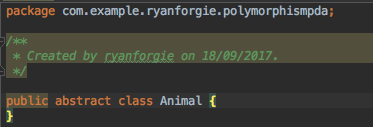 package com.example.ryanforgie.polymorphismpda;
/**
* Created by ryanforgie on 18/09/2017.
*/
public abstract class Animal {
}